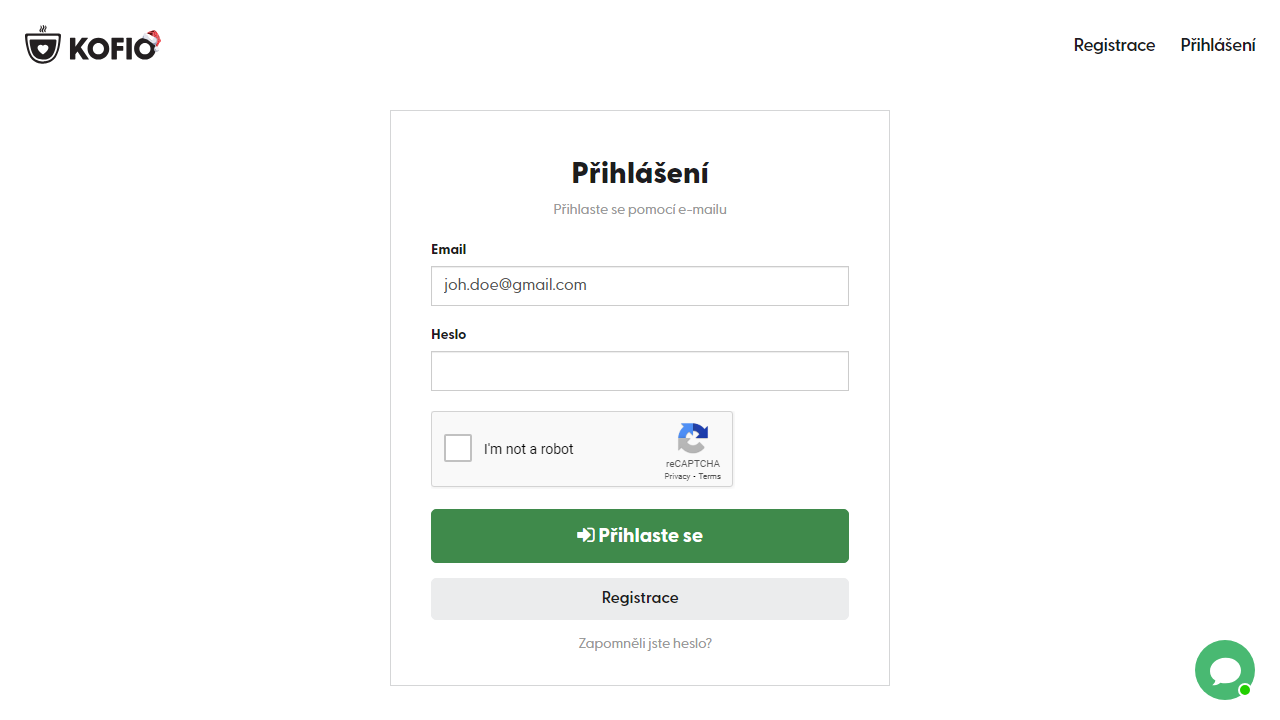 KOFIO
Registrace
Přihlášení
Přihlášení
Přihlaste se pomocí e-mailu
Email
joh.doe@gmail.com
Heslo
I'm not a robot
reCAPTCHA
Privacy - Terms
Přihlaste se
Registrace
Zapomněli jste heslo?